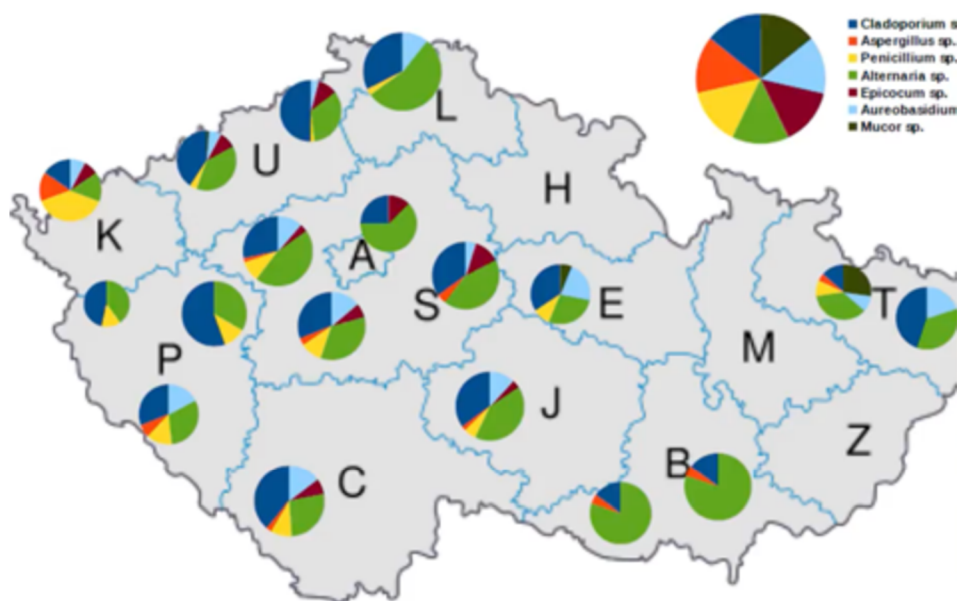 Cladoporium s
Aspergillus sp.
Penicillium sp.
Alternaria sp.
Epicocum sp.
Aureobasidium
Mucor sp.
L
U
H
K
A
S
E
T
P
M
J
C
B
Z